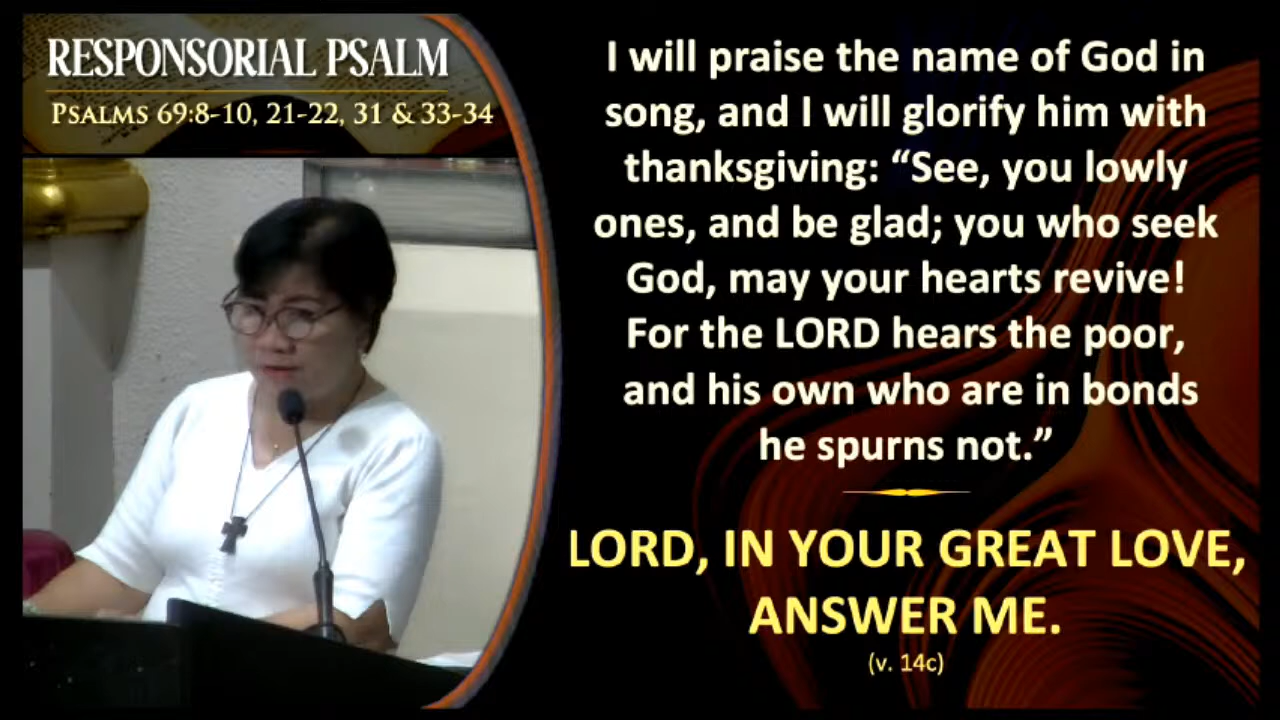 RESPONSORIAL PSALM
PSALMS 69:8-10, 21-22, 31 & 33-34
I will praise the name of God in
song, and I will glorify him with
thanksgiving: “See, you lowly
ones, and be glad; you who seek
God, may your hearts revive!
For the LORD hears the poor,
and his own who are in bonds
he spurns not.”
LORD, IN YOUR GREAT LOVE,
ANSWER ME.
(v. 14c)